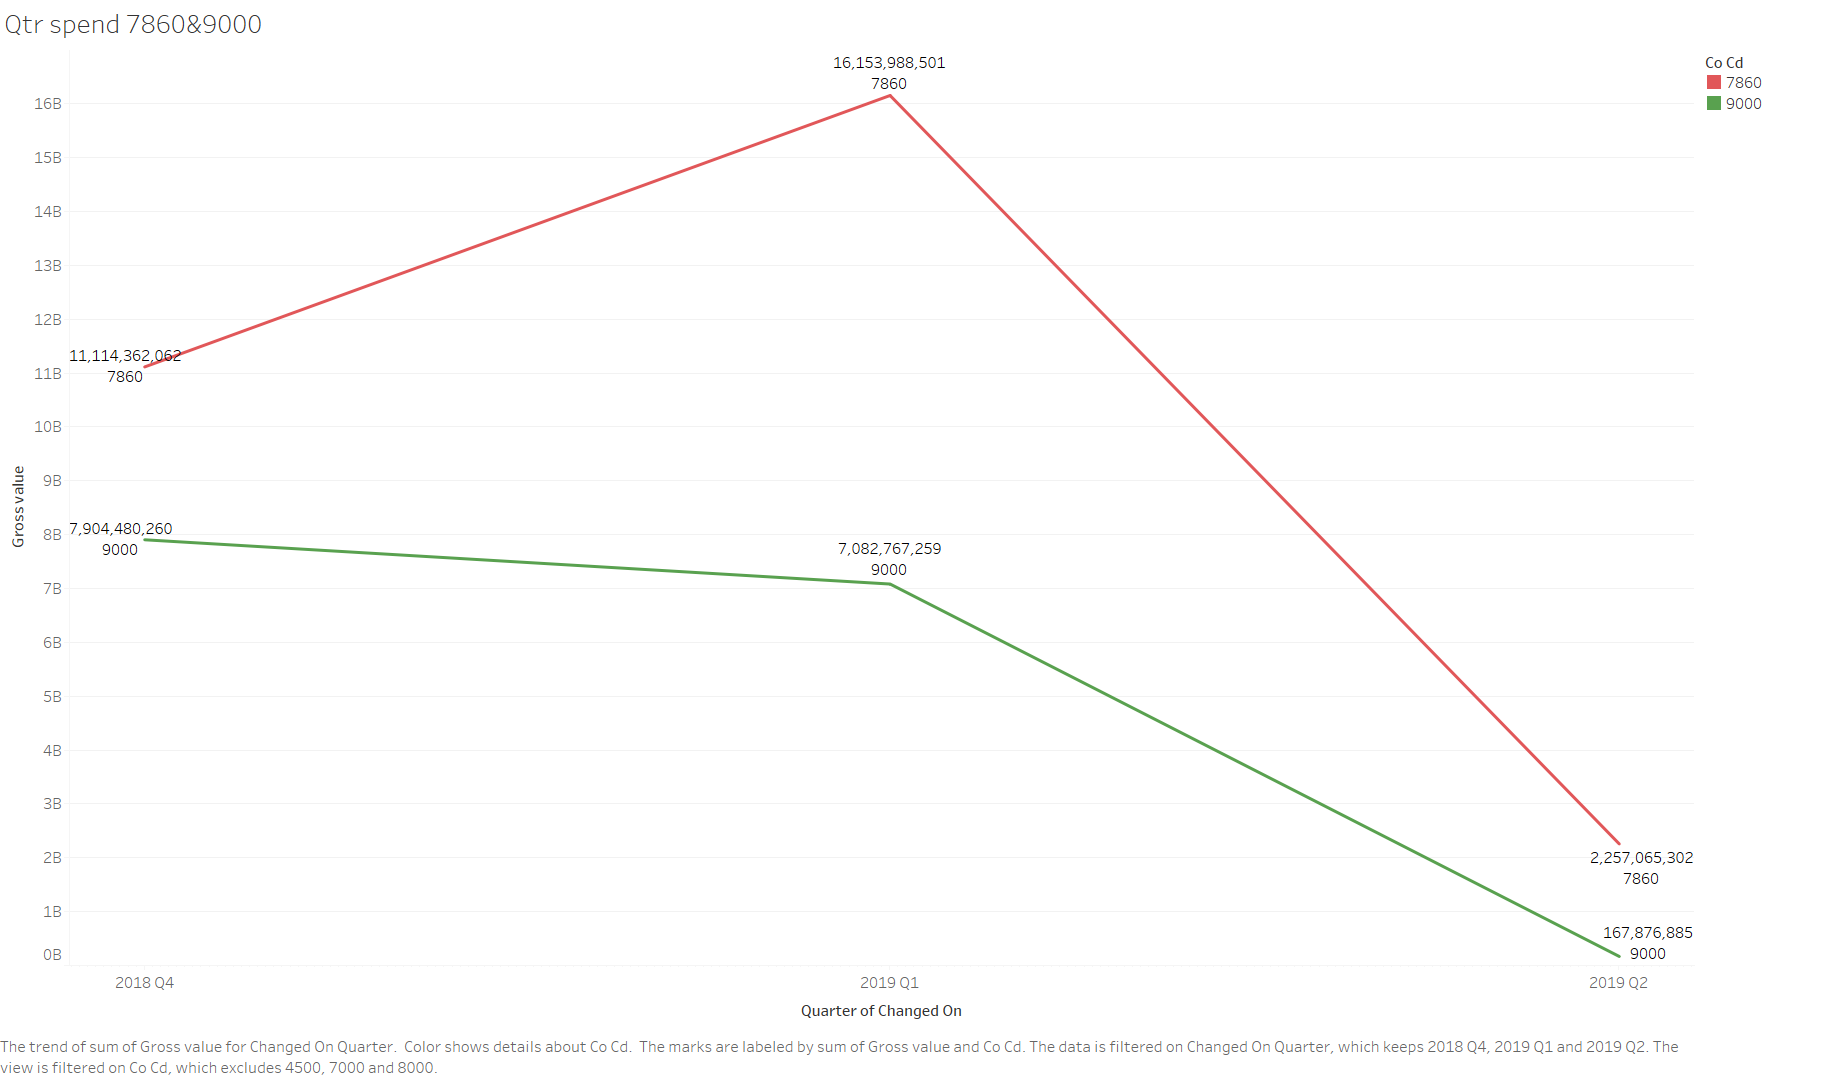 Qtr spend 7860&9000
16,153,988,501
7860
Co Cd
7860
9000
16B
15B
14B
13B
12B
11,114,362,062
7860
11B
10B
9B
Gross value
7,904,480,260
9000
8B
7,082,767,259
9000
7B
6B
5B
4B
3B
2B
2,257,065,302
7860
1B
167,876,885
9000
0B
2018 Q4
2019 Q1
2019 Q2
Quarter of Changed On
The trend of sum of Gross value for Changed On Quarter.  Color shows details about Co Cd.  The marks are labeled by sum of Gross value and Co Cd. The data is filtered on Changed On Quarter, which keeps 2018 Q4, 2019 Q1 and 2019 Q2. The
view is filtered on Co Cd, which excludes 4500, 7000 and 8000.